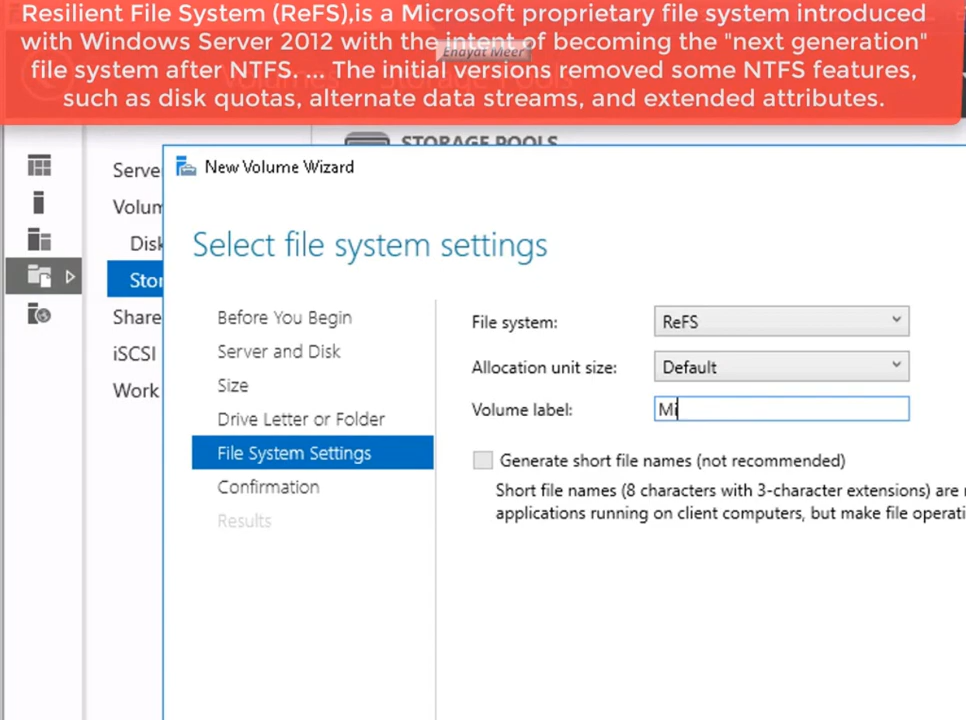 Resilient File System (ReFS),is a Microsoft proprietary file system introduced
with Windows Server 2012 with the intent of becoming the "next generation"
Enayat Meer
file system after NTFS. ... The initial versions removed some NTFS features,
such as disk quotas, alternate data streams, and extended attributes.
STORAGE POOLS
New Volume Wizard
Serve
Volum
Disk
Stor
Share
iSCSI
Work
Select file system settings
Before You Begin
Server and Disk
Size
Drive Letter or Folder
File System Settings
Confirmation
Results
File system: ReFS
Allocation unit size: Default
Volume label: Mi
Generate short file names (not recommended)
Short file names (8 characters with 3-character extensions) are
applications running on client computers, but make file operati